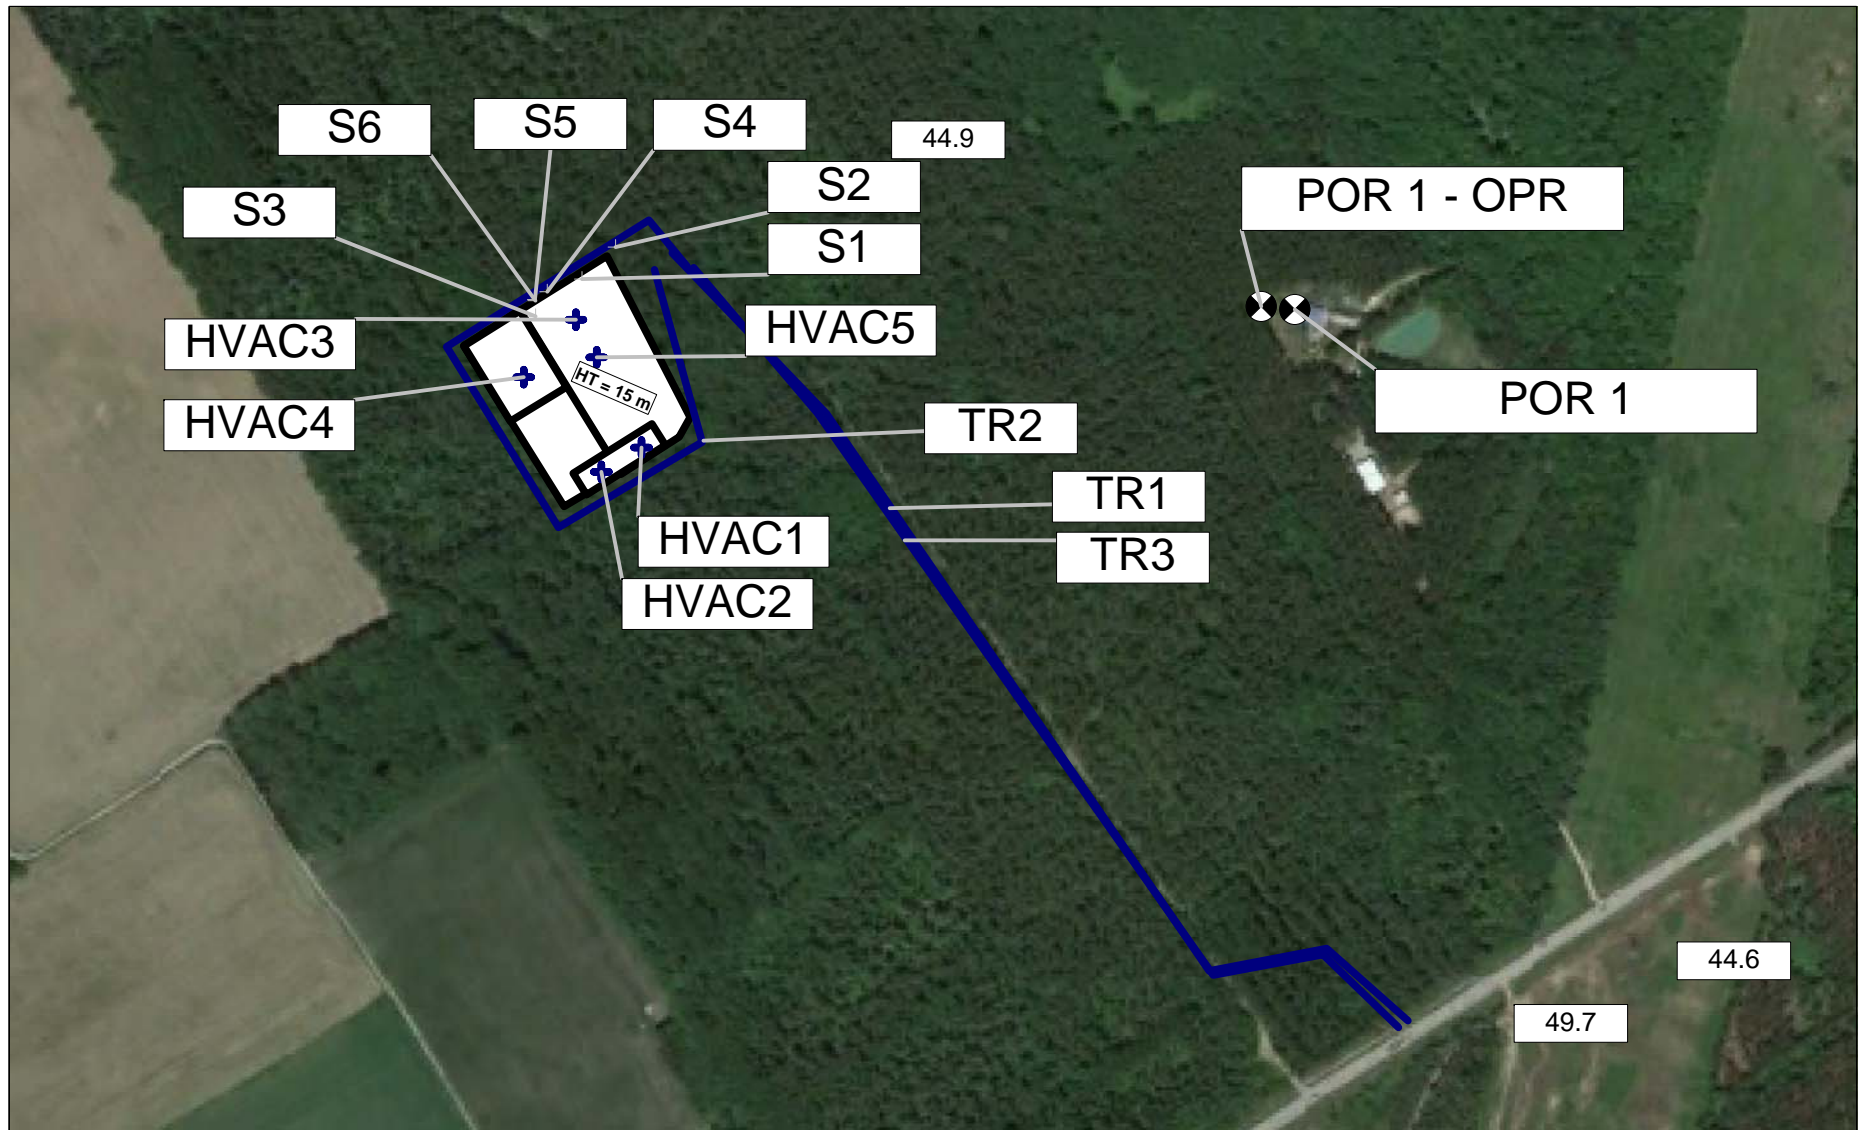 S6
S5
S4
44.9
S2
POR 1 - OPR
S3
S1
HVAC3
HVAC5
HT = 15 m
POR 1
HVAC4
TR2
TR1
HVAC1
TR3
HVAC2
44.6
49.7